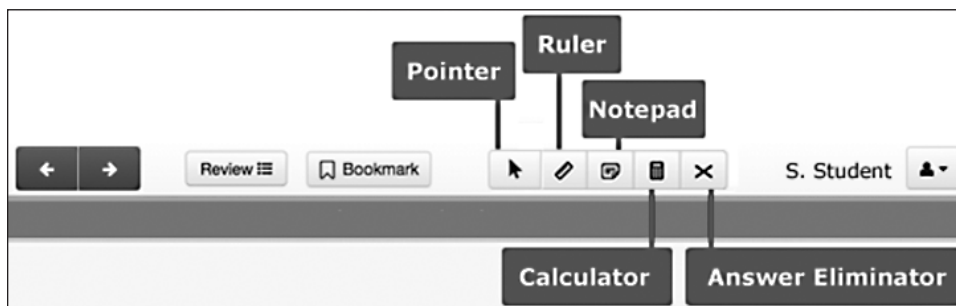 Ruler
Pointer
Notepad
Review
Bookmark
S. Student
Calculator
Answer Eliminator